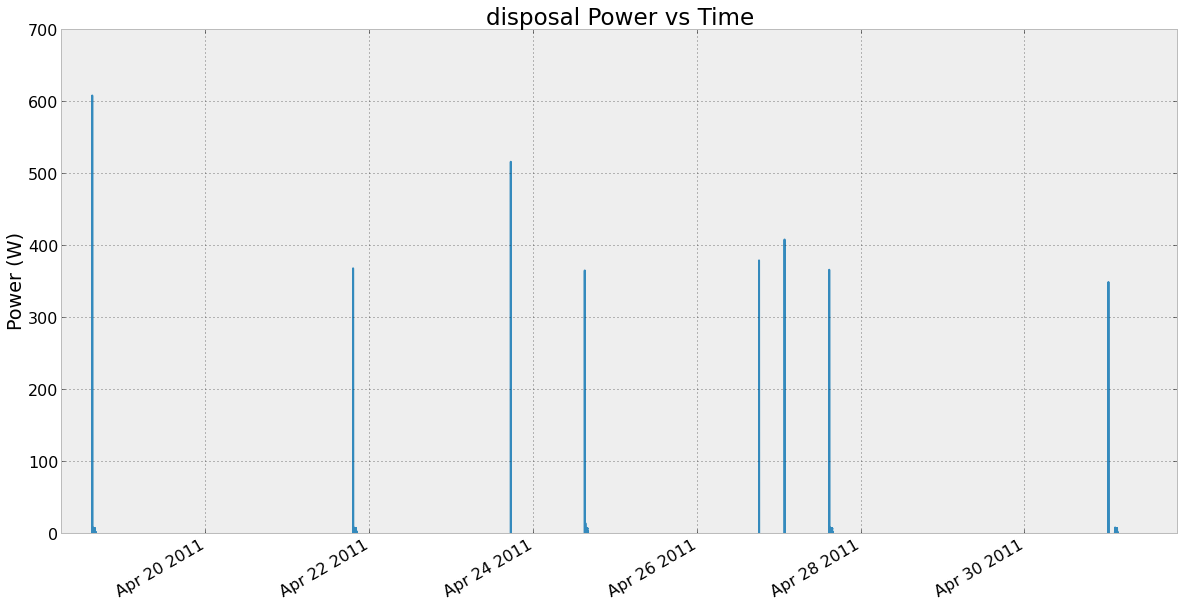 disposal Power vs Time
700
600
500
400
300
200
100
0
Power (W)
Apr 20 2011
Apr 22 2011
Apr 24 2011
Apr 26 2011
Apr 28 2011
Apr 30 2011